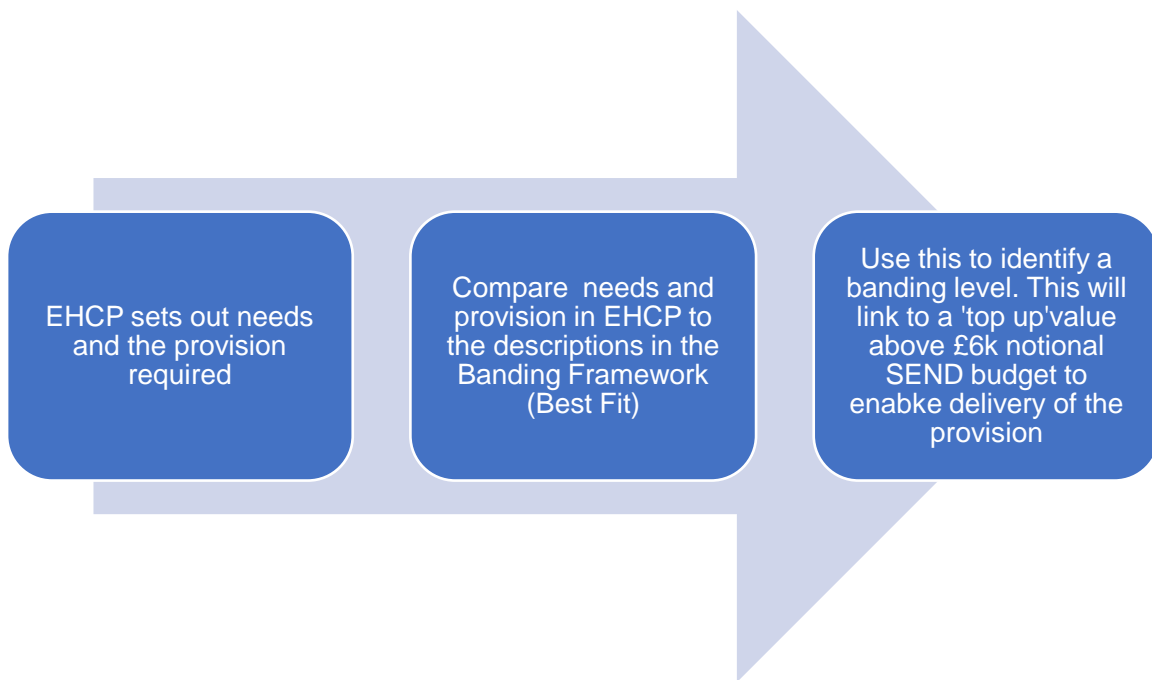 EHCP sets out needs
and the provision
required
Compare  needs and
provision in EHCP to
the descriptions in the
Banding Framework
(Best Fit)
Use this to identify a
banding level. This will
link to a 'top up'value
above £6k notional
SEND budget to
enabke delivery of the
provision